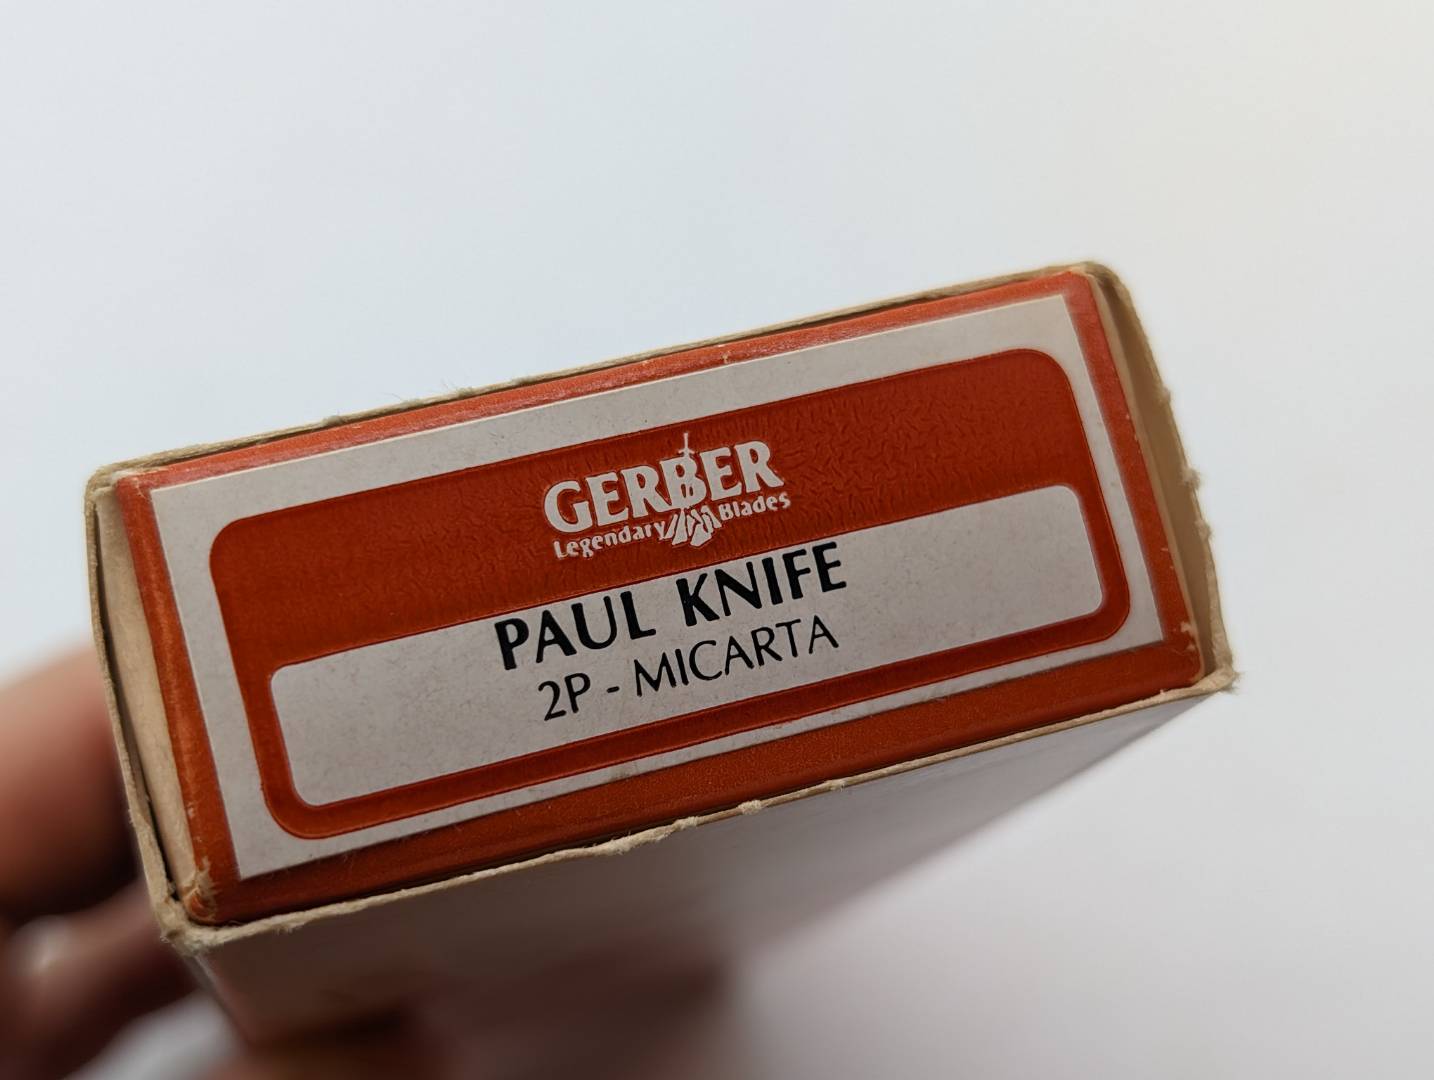 GERBER
Legendary Blades
PAUL KNIFE
2P - MICARTA